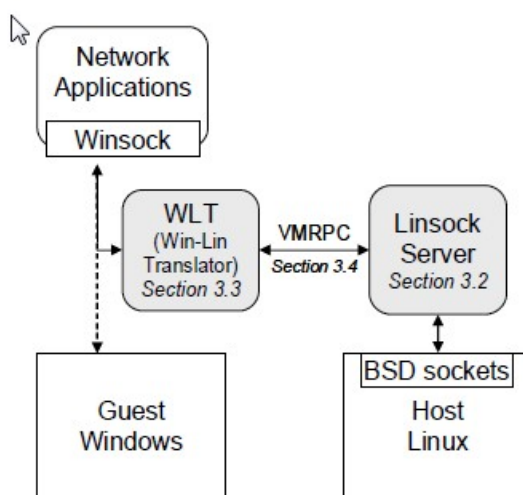 Network
Applications
Winsock
WLT
(Win-Lin
Translator)
Section 3.3
VMRPC
Section 3.4
Linsock
Server
Section 3.2
Guest
Windows
BSD sockets
Host
Linux